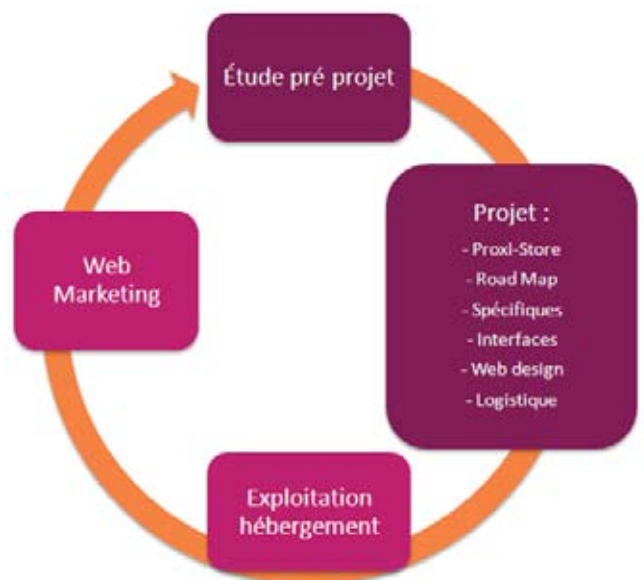 Étude pré projet
Projet :
- Proxi-Store
- Road Map
- Spécifiques
- Interfaces
- Web design
- Logistique
Exploitation
hébergement
Web
Marketing